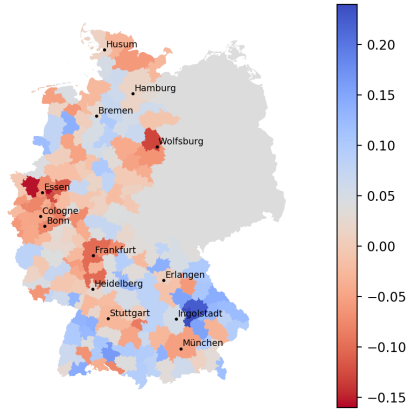 Husum
Hamburg
Bremen
Wolfsburg
Essen
Cologne
Bonn
Frankfurt
Erlangen
Heidelberg
Stuttgart
Ingolstadt
München
0.20
0.15
0.10
0.05
0.00
−0.05
−0.10
−0.15